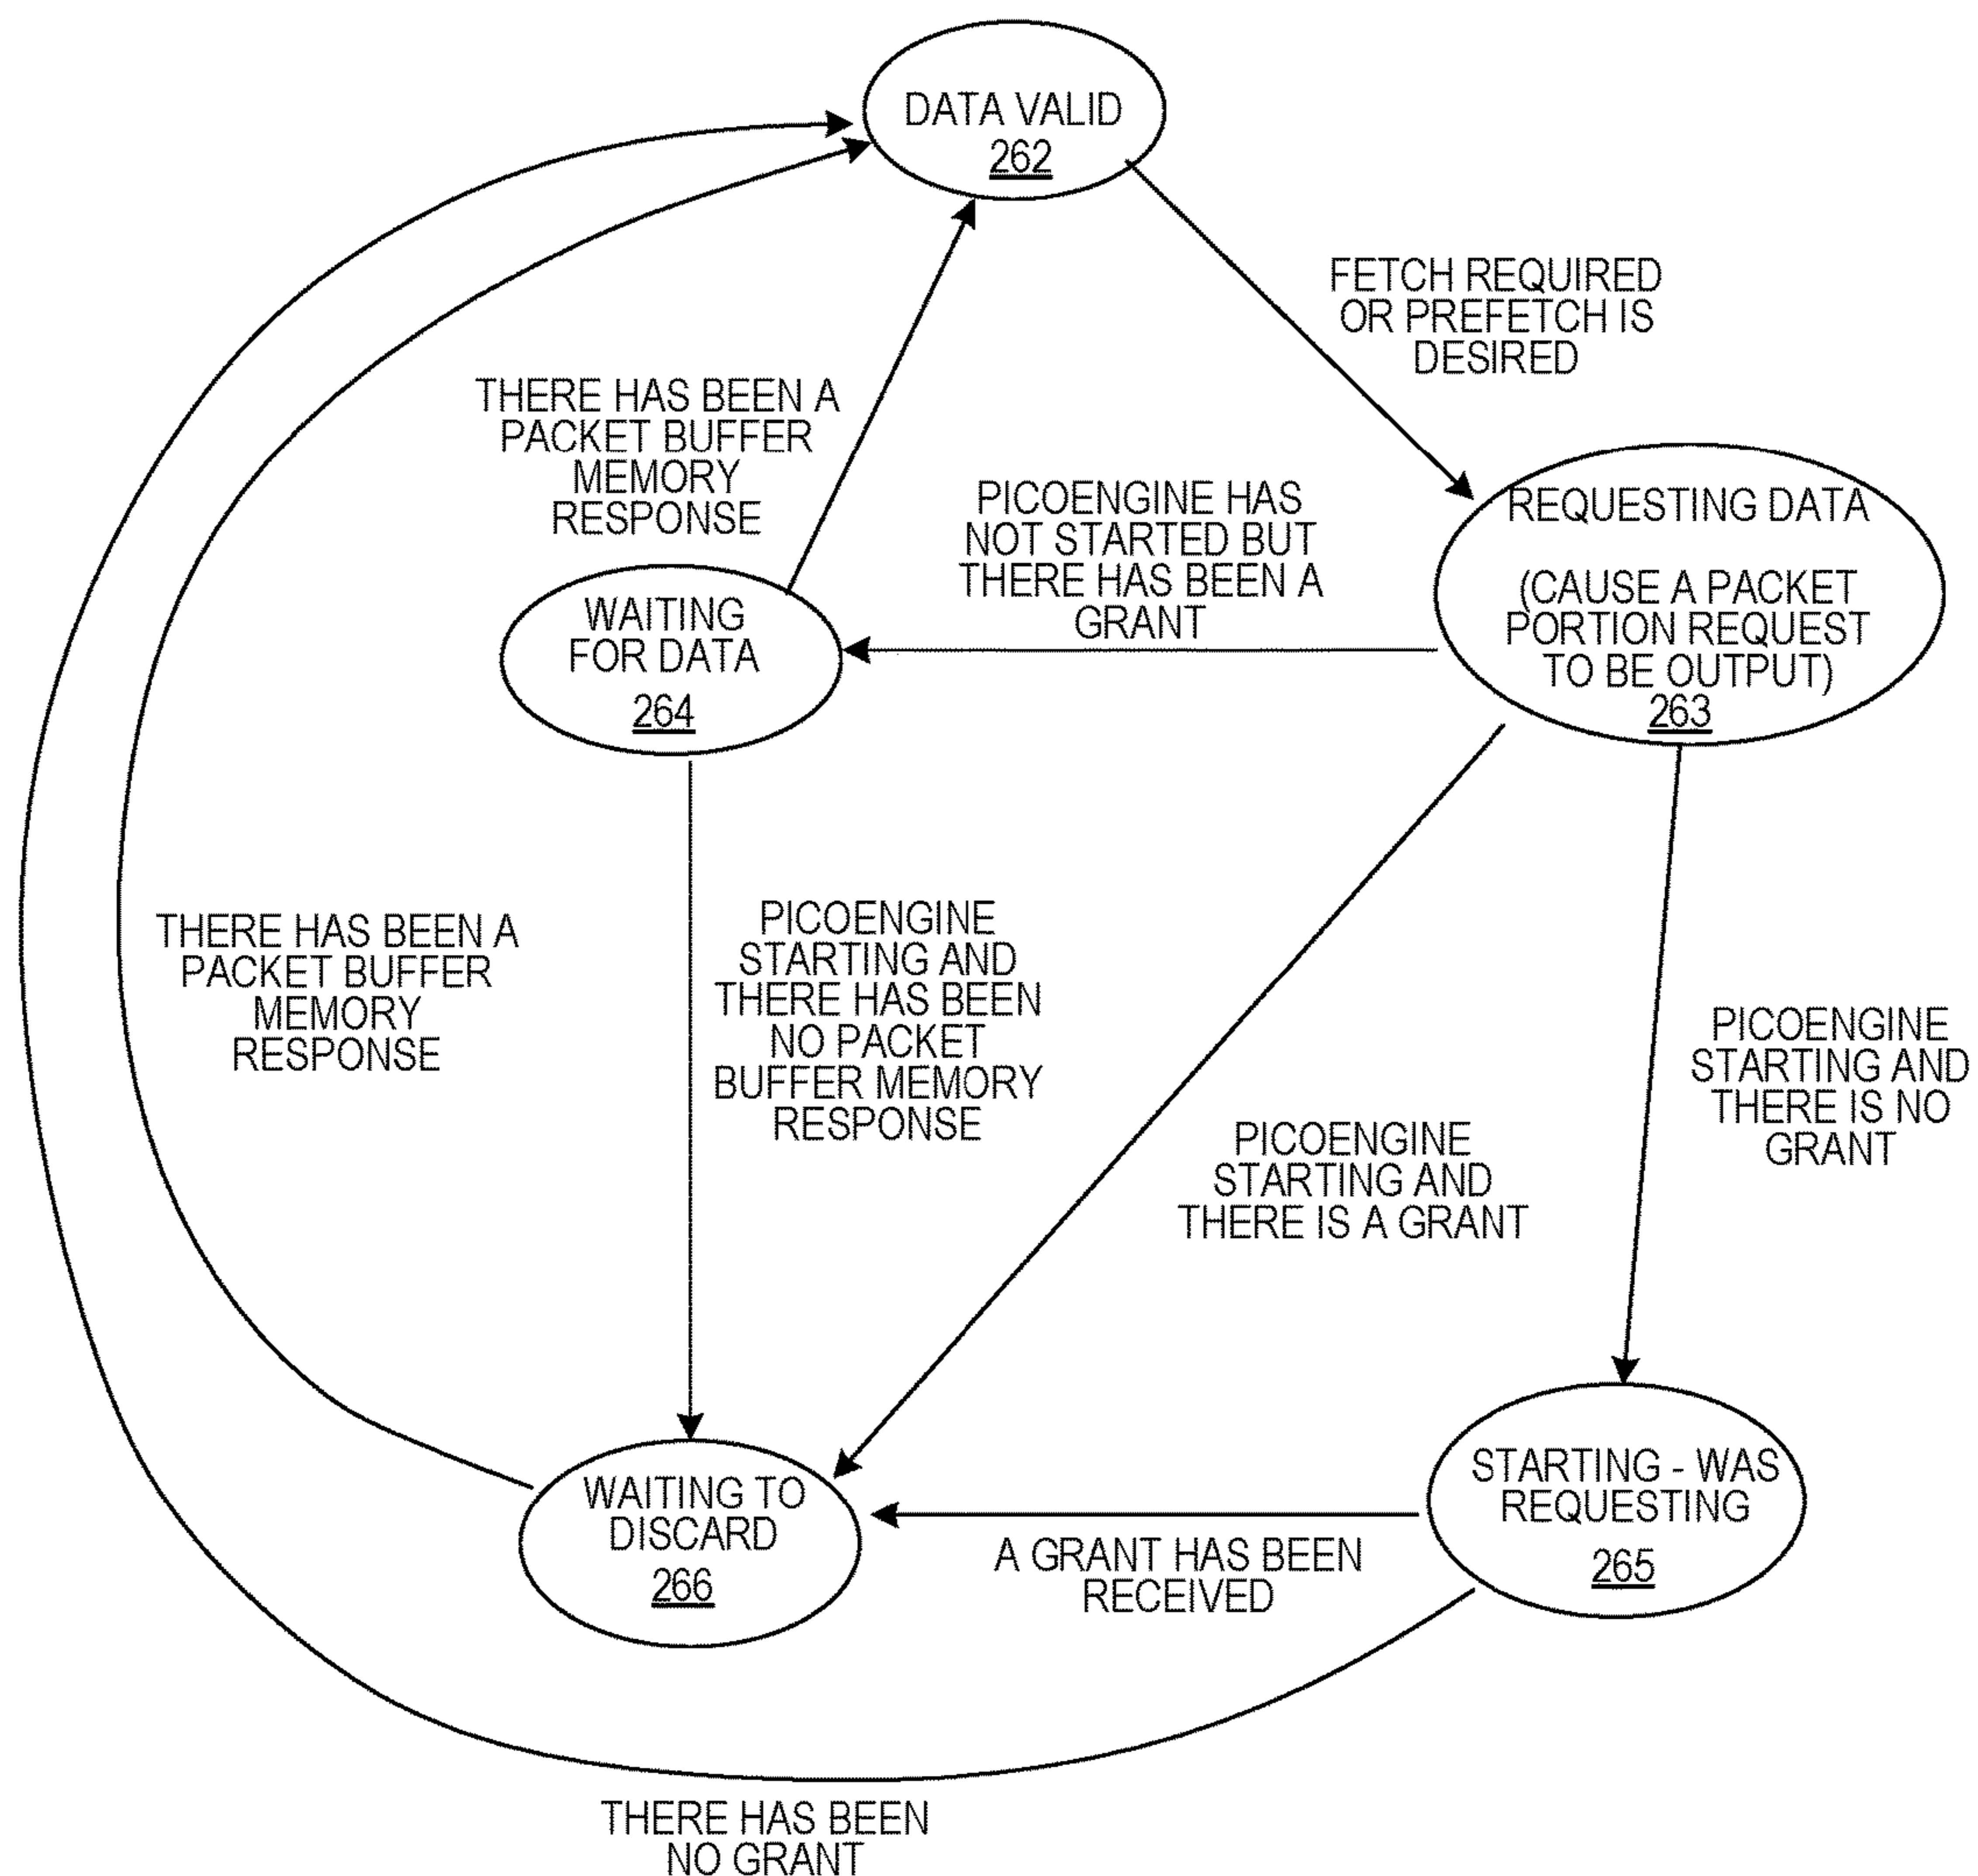 DATA VALID
262
FETCH REQUIRED
OR PREFETCH IS
DESIRED
THERE HAS BEEN A
PACKET BUFFER
MEMORY
RESPONSE
PICOENGINE HAS
NOT STARTED BUT
THERE HAS BEEN A
GRANT
REQUESTING DATA
(CAUSE A PACKET
PORTION REQUEST
TO BE OUTPUT)
263
WAITING
FOR DATA
264
THERE HAS BEEN A
PACKET BUFFER
MEMORY
RESPONSE
PICOENGINE
STARTING AND
THERE HAS BEEN
NO PACKET
BUFFER MEMORY
RESPONSE
PICOENGINE
STARTING AND
THERE IS A GRANT
PICOENGINE
STARTING AND
THERE IS NO
GRANT
WAITING TO
DISCARD
266
A GRANT HAS BEEN
RECEIVED
STARTING - WAS
REQUESTING
265
THERE HAS BEEN
NO GRANT